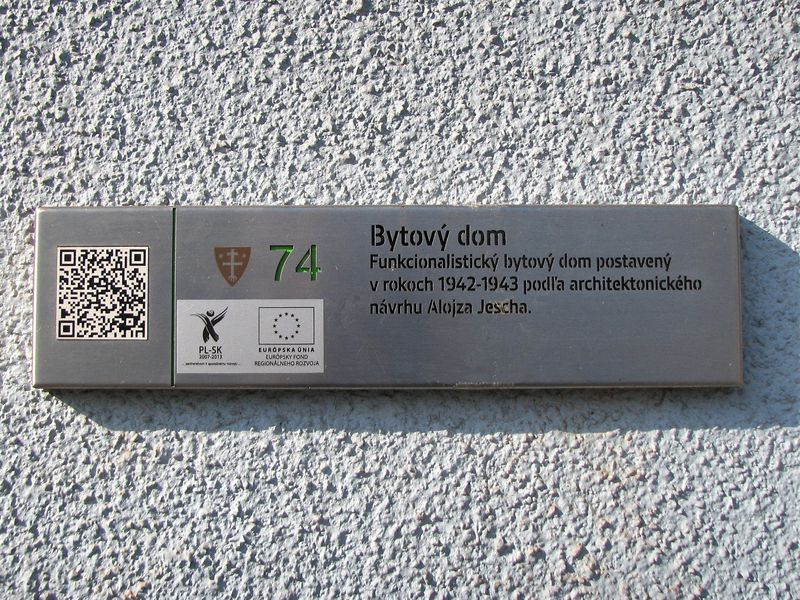 74
Bytový dom
Funkcionalistický bytový dom postavený
v rokoch 1942-1943 podľa architektonického
návrhu Alojza Jescha.
PL-SK
2007-2013
EURÓPSKA ÚNIA
EURÓPSKY FOND
REGIONÁLNEHO ROZVOJA